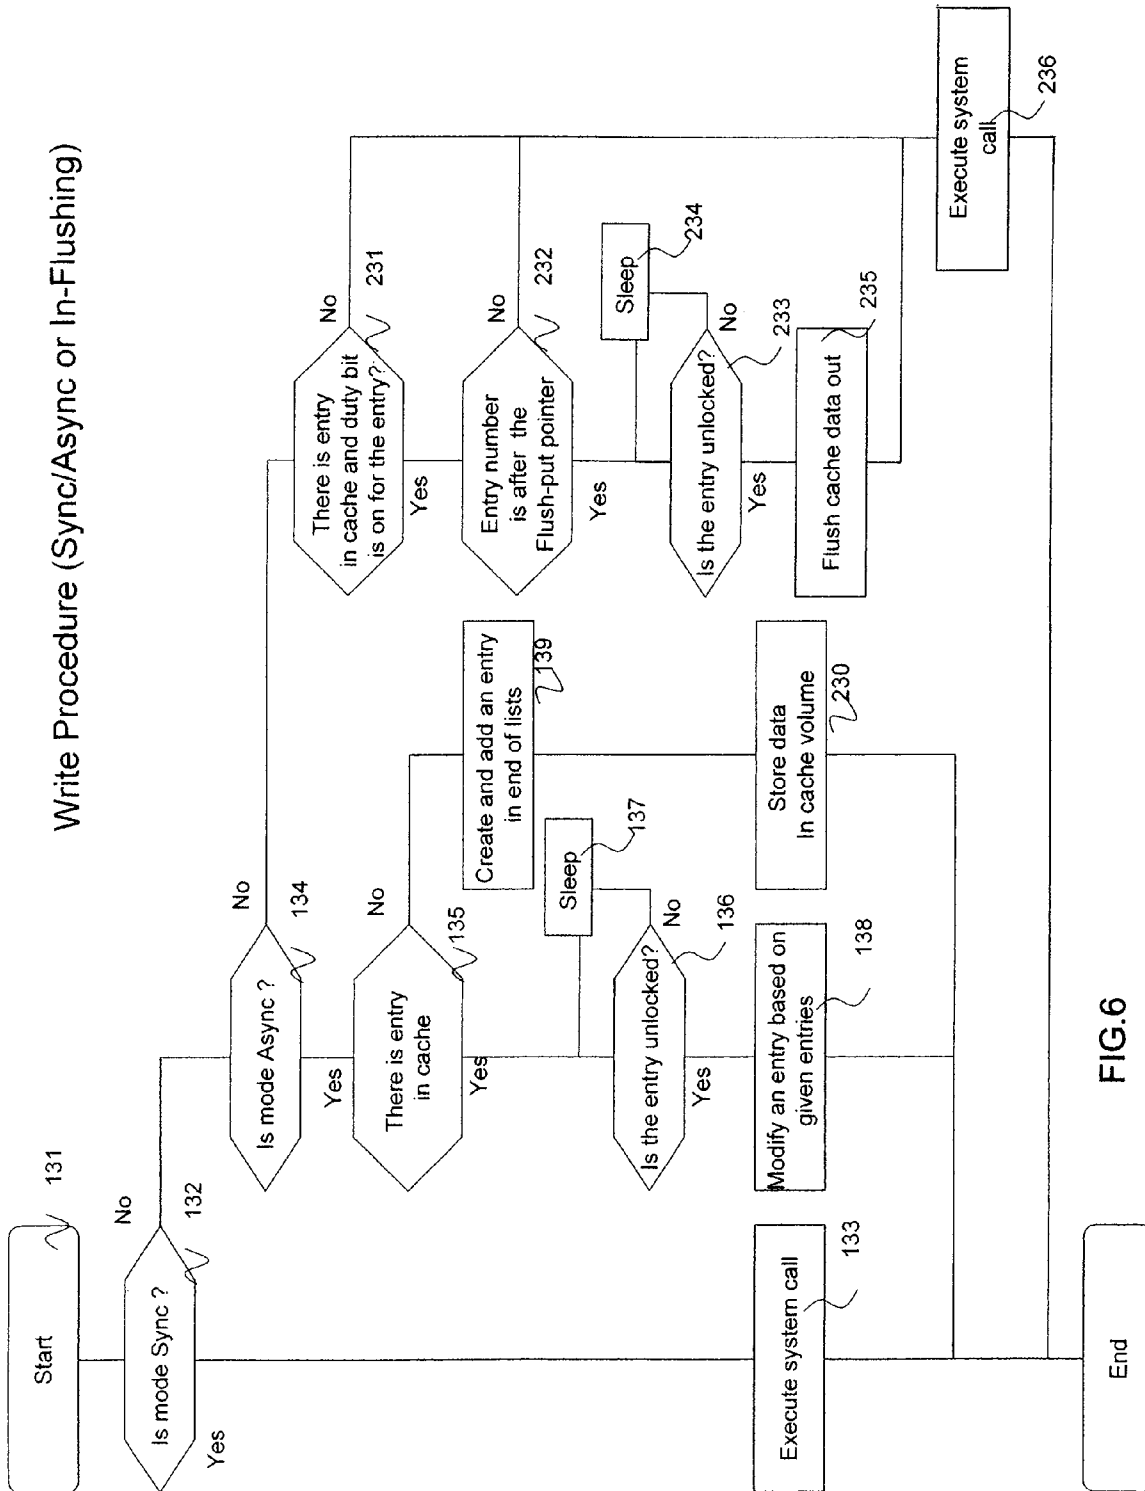 Write Procedure (Sync/Async or In-Flushing)
Start
131
Is mode Sync ?
132
No
Yes
Is mode Async ?
134
No
Yes
There is entry
in cache
135
No
Yes
Is the entry unlocked?
136
No
Sleep
137
Yes
Modify an entry based on
given entries
138
Create and add an entry
in end of lists
139
Store data
In cache volume
230
There is entry
in cache and duty bit
is on for the entry?
231
No
Yes
Entry number
is after the
Flush-put pointer
232
No
Yes
Is the entry unlocked?
233
No
Sleep
234
Yes
Flush cache data out
235
Execute system
call
236
Execute system call
133
End
FIG.6